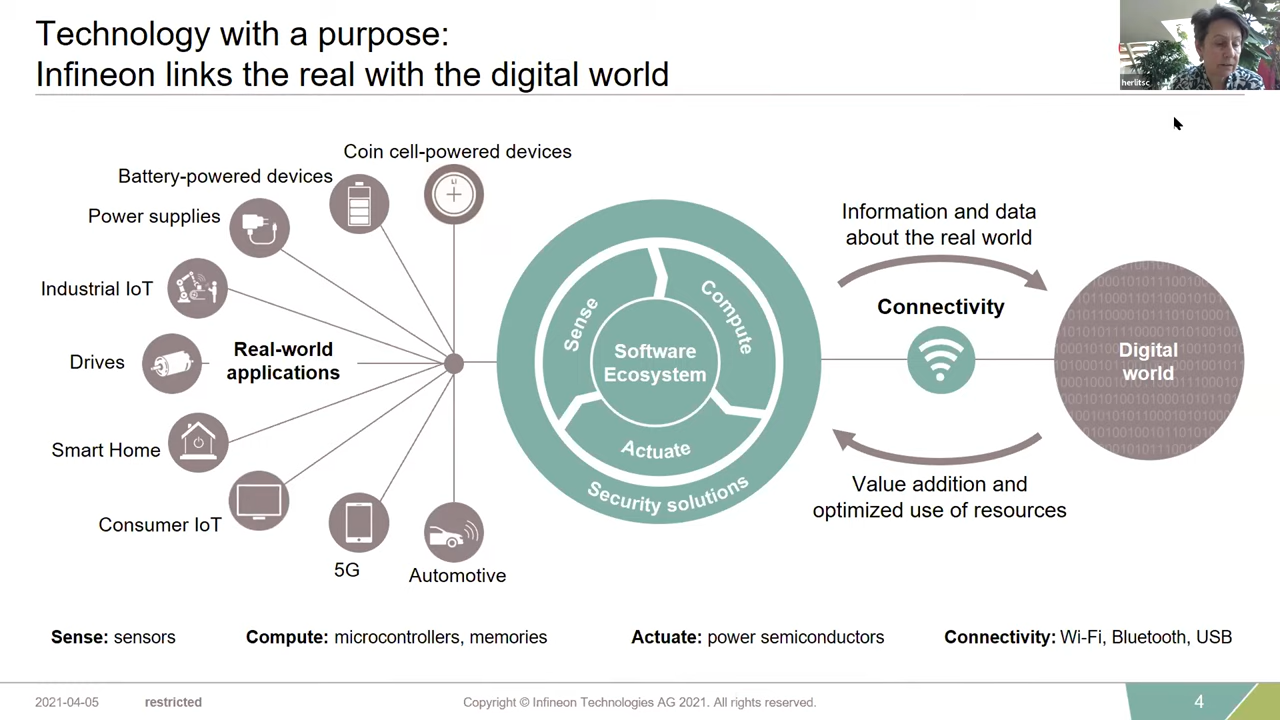 Technology with a purpose:
Infineon links the real with the digital world
herlitsc
Coin cell-powered devices
Battery-powered devices
Power supplies
Industrial IoT
Drives
Smart Home
Consumer IoT
5G
Automotive
Real-world
applications
LI
Sense
Compute
Actuate
Software
Ecosystem
Security solutions
Information and data
about the real world
Connectivity
Value addition and
optimized use of resources
Digital
world
Sense: sensors
Compute: microcontrollers, memories
Actuate: power semiconductors
Connectivity: Wi-Fi, Bluetooth, USB
2021-04-05
restricted
Copyright © Infineon Technologies AG 2021. All rights reserved.
4